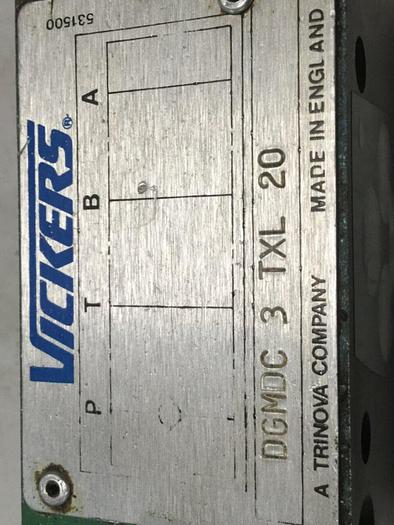 VICKERS®
531500
P T B A
DGMDC 3 TXL 20
A TRINOVA COMPANY MADE IN ENGLAND